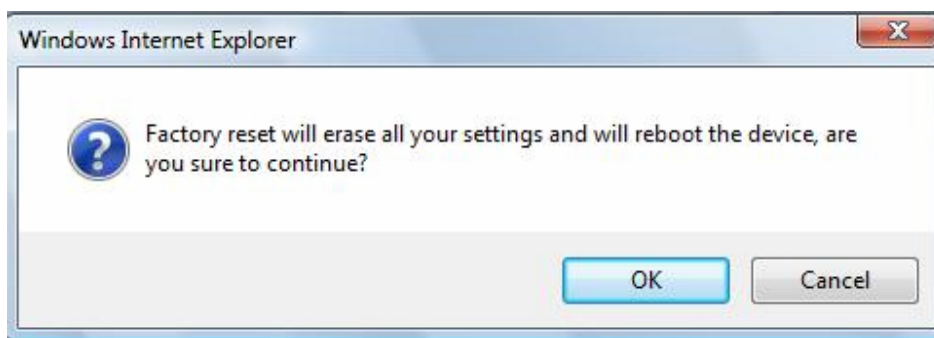 Windows Internet Explorer
Factory reset will erase all your settings and will reboot the device, are
you sure to continue?
OK
Cancel